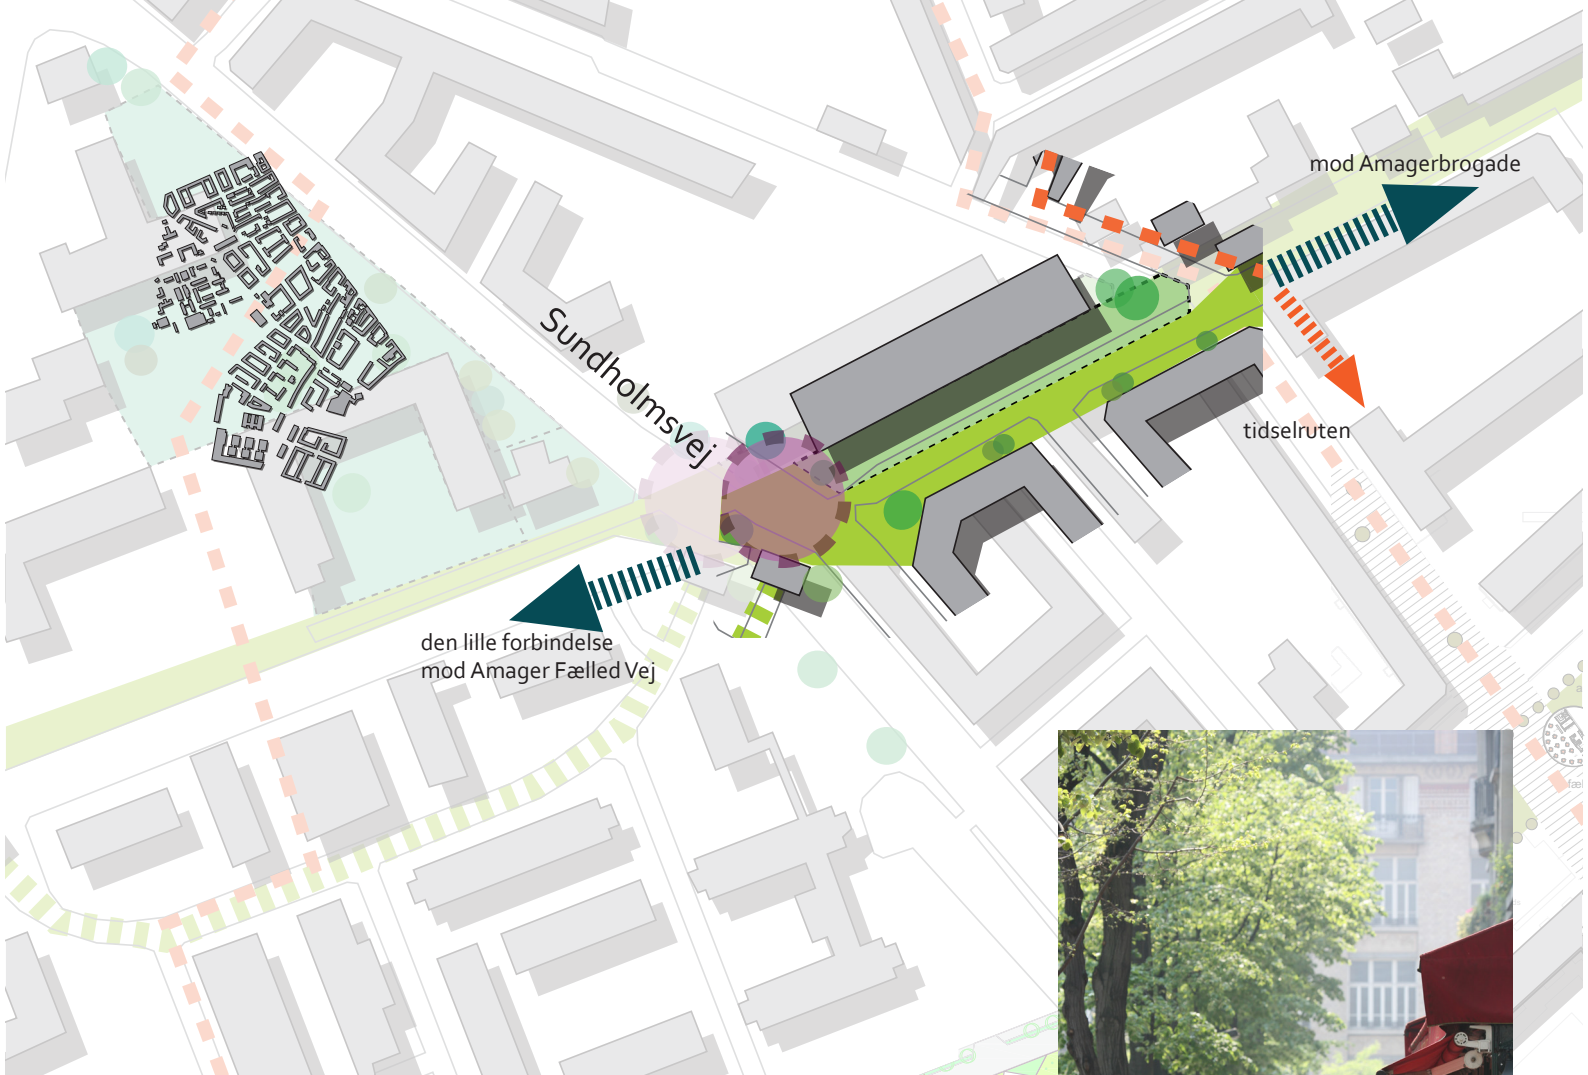 mod Amagerbrogade
Sundholmsvej
tidselruten
den lille forbindelse
mod Amager Fælled Vej